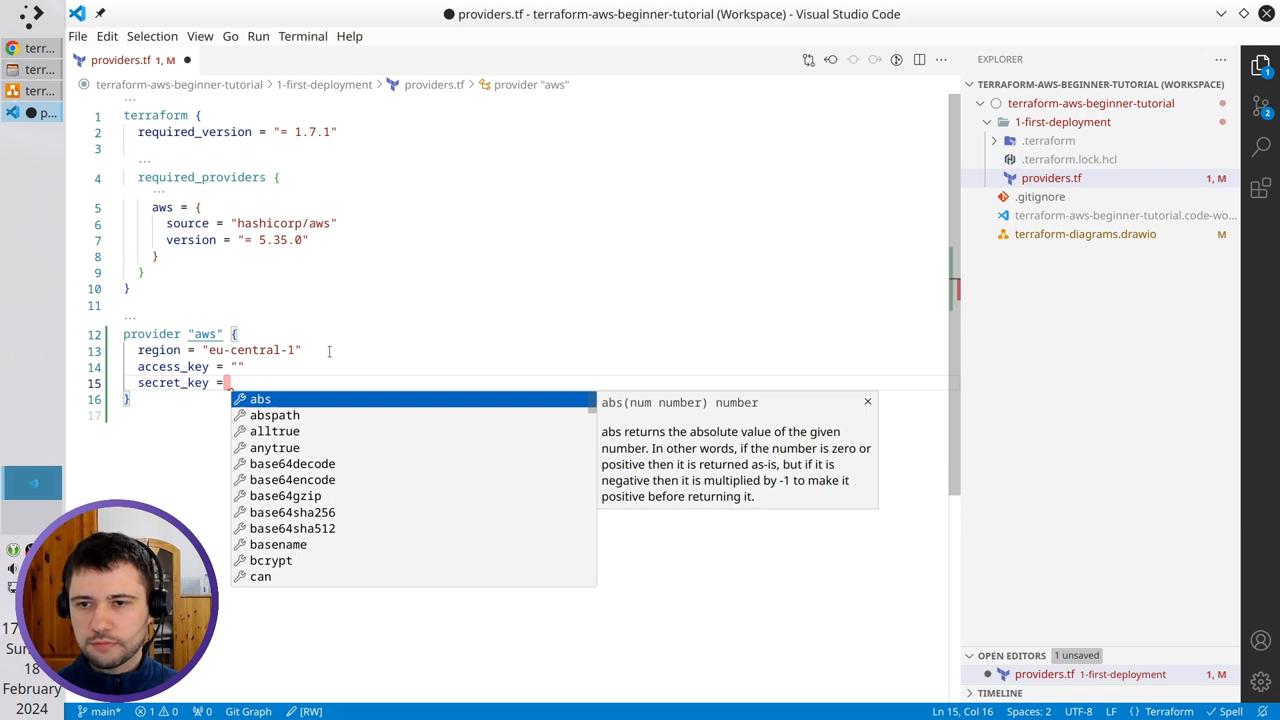 providers.tf - terraform-aws-beginner-tutorial (Workspace) - Visual Studio Code
File Edit Selection View Go Run Terminal Help
terr...
terr...
terr...
p...
providers.tf 1, M
terraform-aws-beginner-tutorial > 1-first-deployment > providers.tf > provider "aws"
1 terraform {
2 required_version = "= 1.7.1"
3
4 required_providers {
5 aws = {
6 source = "hashicorp/aws"
7 version = "= 5.35.0"
8 }
9 }
10 }
11
12 provider "aws" {
13 region = "eu-central-1"
14 access_key = ""
15 secret_key =
16 }
17
abs
abspath
alltrue
anytrue
base64decode
base64encode
base64gzip
base64sha256
base64sha512
basename
bcrypt
can
abs(num number) number
abs returns the absolute value of the given
number. In other words, if the number is zero or
positive then it is returned as-is, but if it is
negative then it is multiplied by -1 to make it
positive before returning it.
EXPLORER
TERRAFORM-AWS-BEGINNER-TUTORIAL (WORKSPACE)
terraform-aws-beginner-tutorial
1-first-deployment
.terraform
.terraform.lock.hcl
providers.tf 1, M
.gitignore
terraform-aws-beginner-tutorial.code-wo...
terraform-diagrams.drawio M
OPEN EDITORS 1 unsaved
providers.tf 1-first-deployment 1, M
TIMELINE
1
2
17
Sun
18
February
2024
main* 1 0 0 Git Graph [RW] Ln 15, Col 16 Spaces: 2 UTF-8 LF {} Terraform Spell